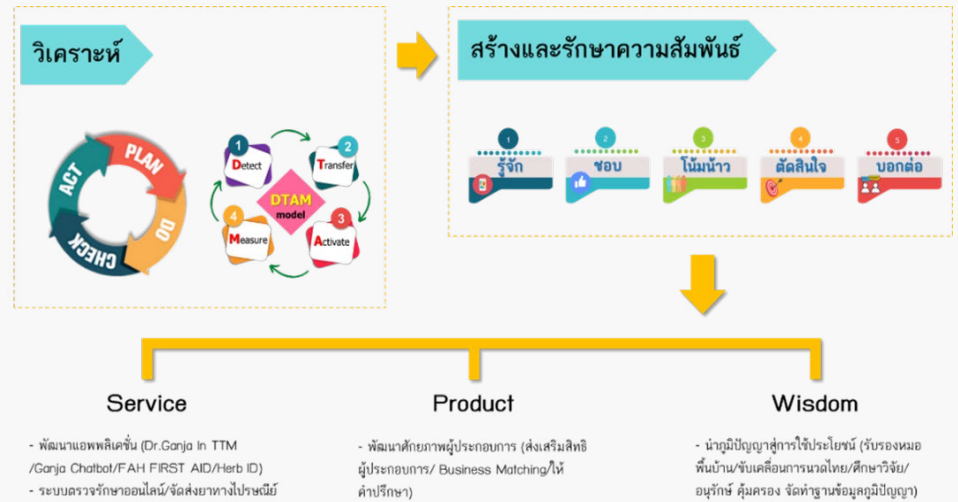 วิเคราะห์
สร้างและรักษาความสัมพันธ์
PLAN
DO
CHECK
ACT
1
Detect
2
Transfer
DTAM
model
4
Measure
3
Activate
1
รู้จัก
2
ชอบ
3
โน้มน้าว
4
ตัดสินใจ
5
บอกต่อ
Service
- พัฒนาแอพพลิเคชั่น (Dr.Ganja In TTM
/Ganja Chatbot/FAH FIRST AID/Herb ID)
- ระบบตรวจรักษาออนไลน์/จัดส่งยาทางไปรษณีย์
Product
- พัฒนาศักยภาพผู้ประกอบการ (ส่งเสริมสิทธิ
ผู้ประกอบการ/ Business Matching/ให้
คำปรึกษา)
Wisdom
- นำภูมิปัญญาสู่การใช้ประโยชน์ (รับรองหมอ
พื้นบ้าน/ขับเคลื่อนการนวดไทย/ศึกษาวิจัย/
อนุรักษ์ คุ้มครอง จัดทำฐานข้อมูลภูมิปัญญา)